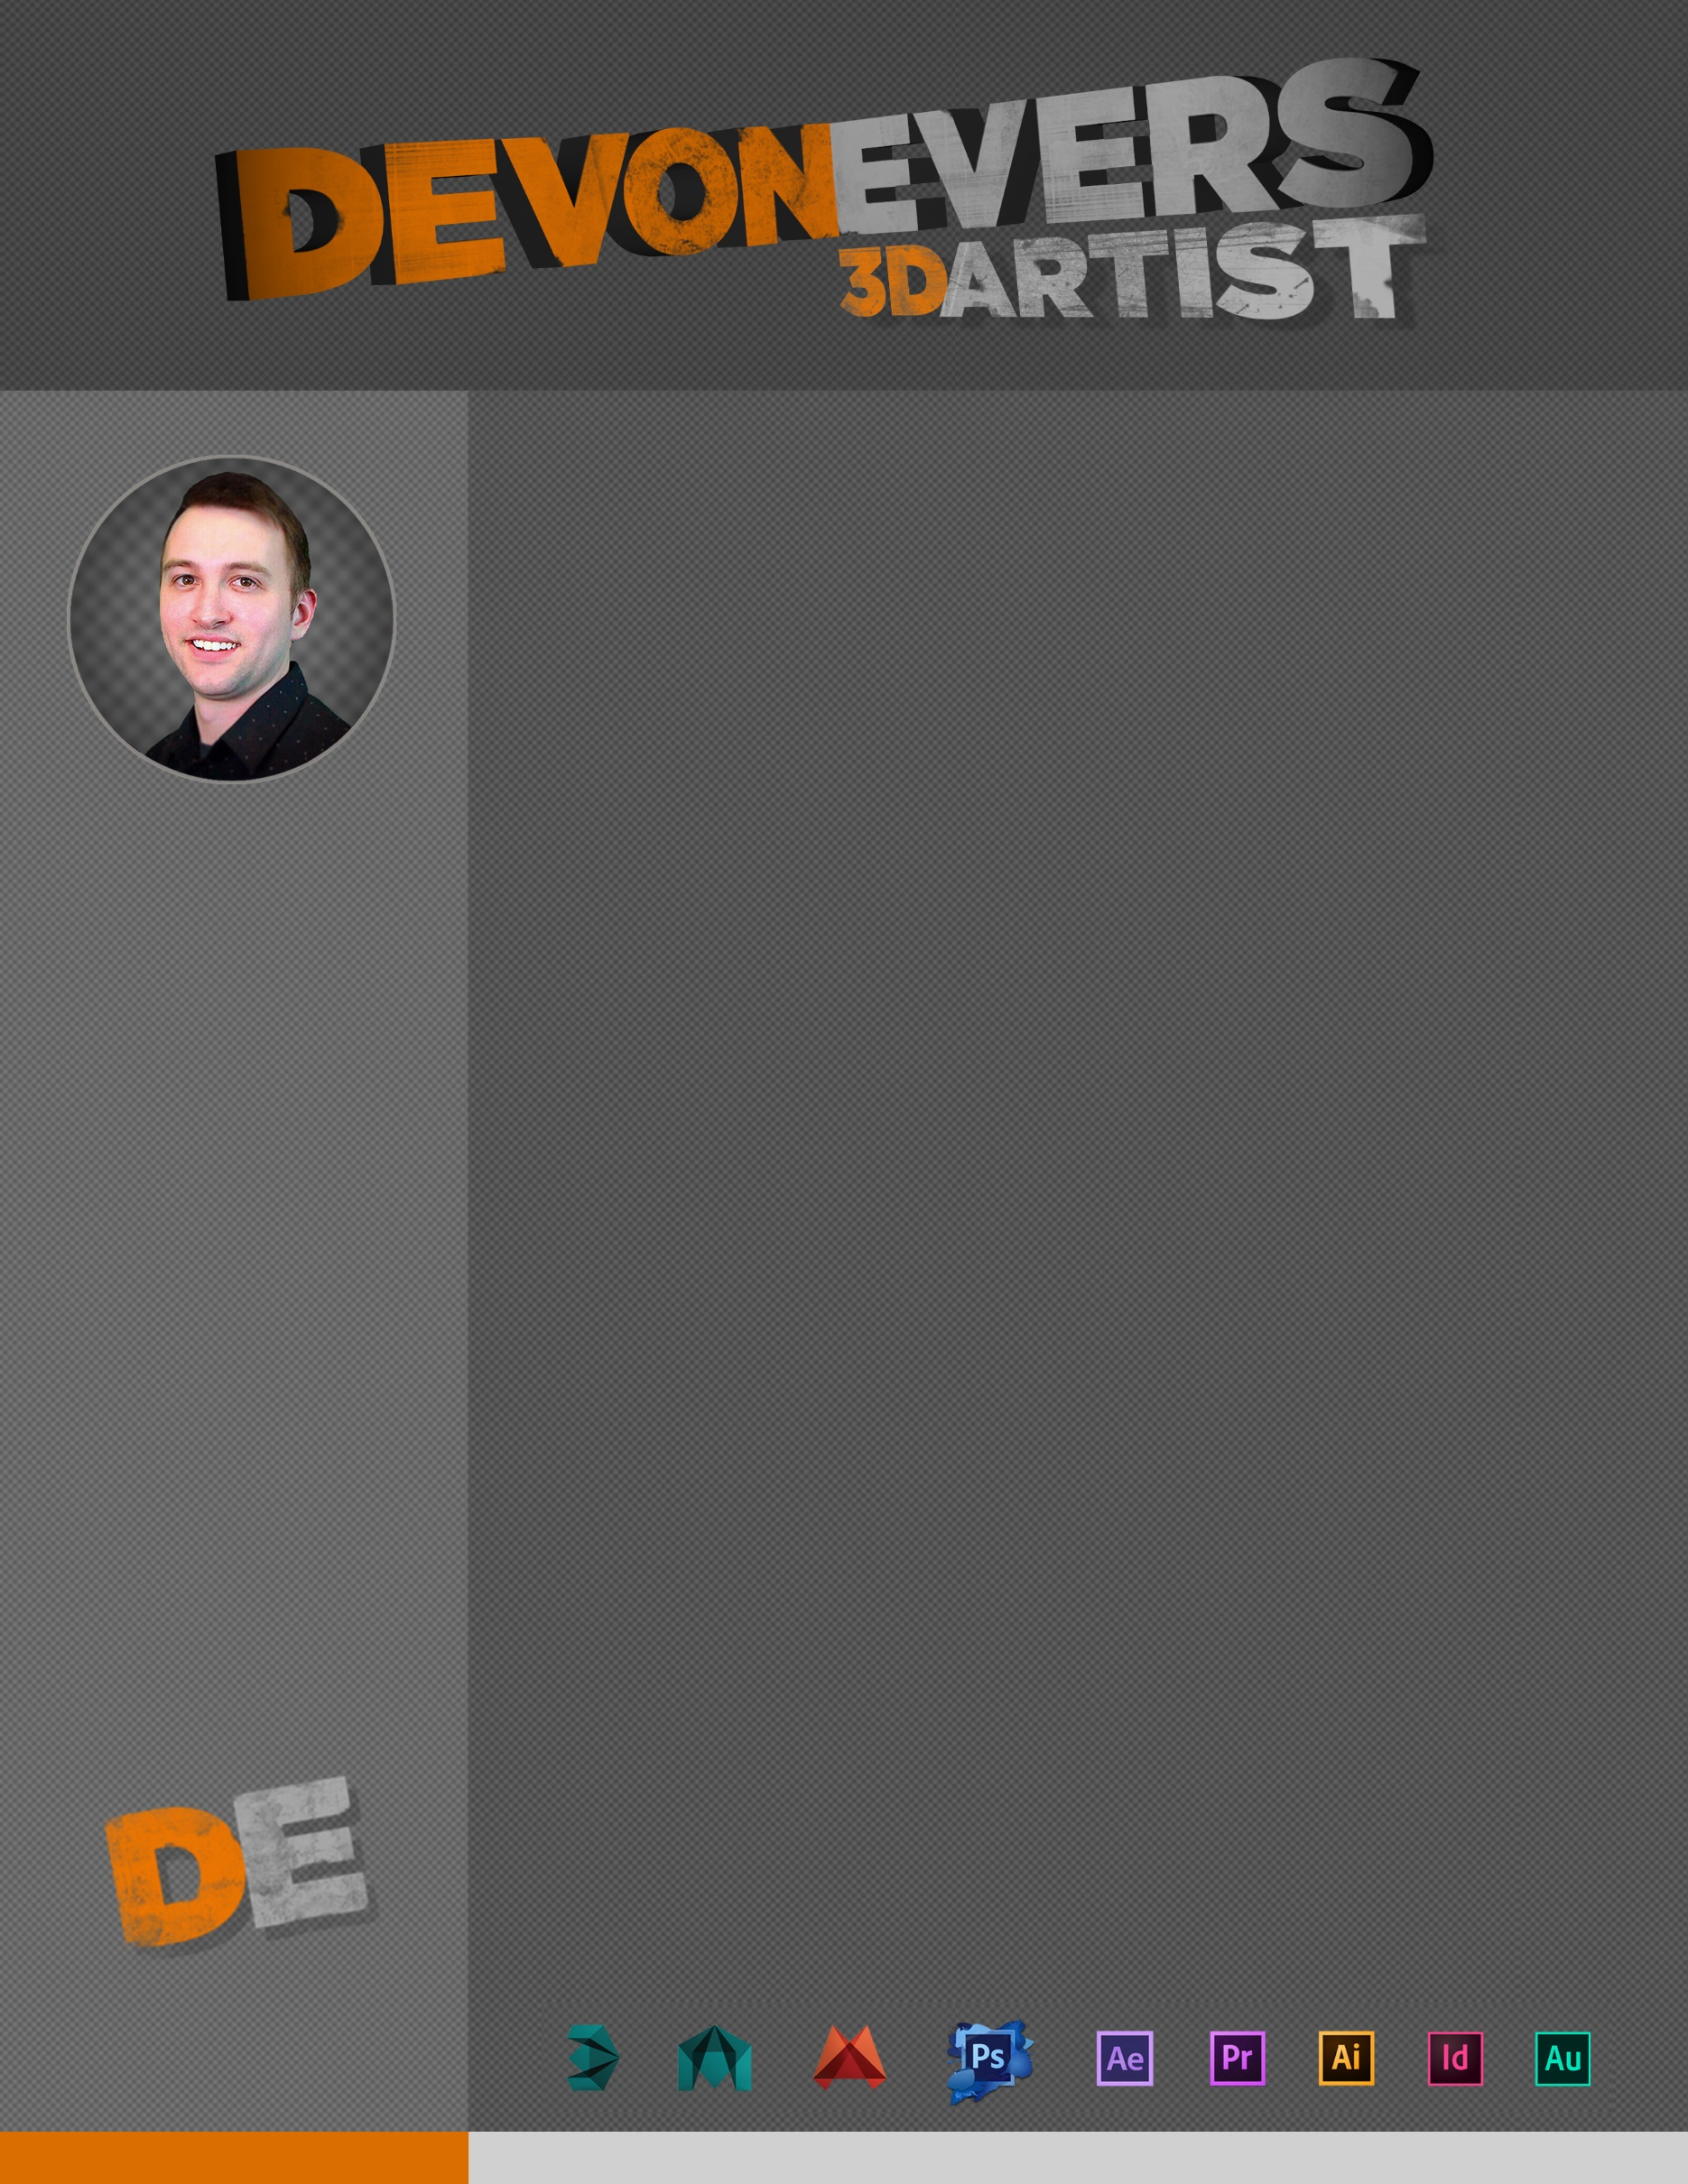 DEVONEVERS
3DARTIST
DE
Ps Ae Pr Ai Id Au